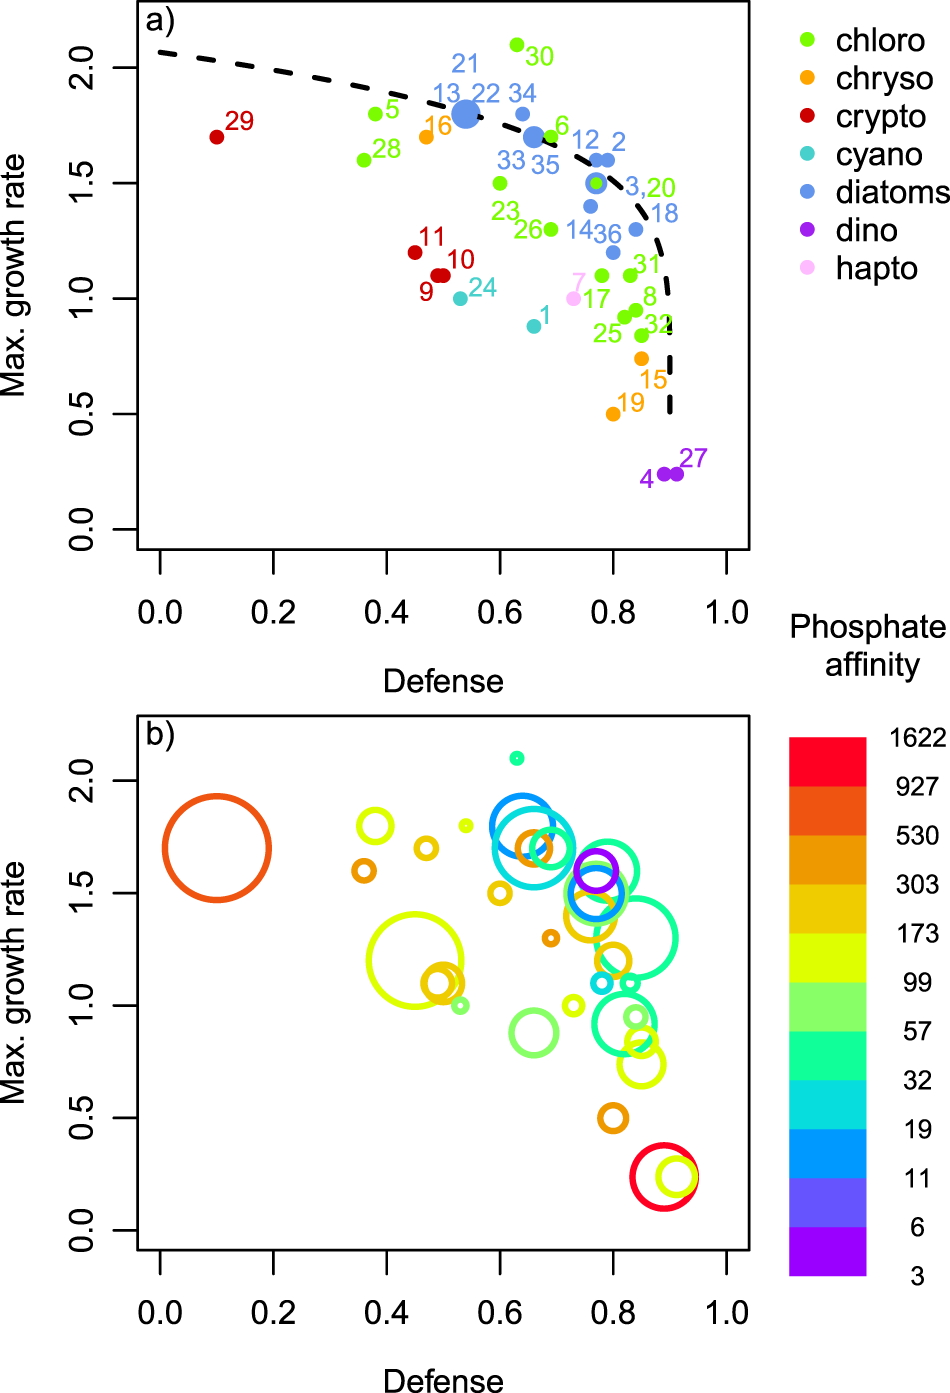 a)
chloro
chryso
crypto
cyano
diatoms
dino
hapto
Max. growth rate
2.0
1.5
1.0
0.5
0.0
30
21
13 22 34
5
29
16
6
28
12 2
33 35
3,20
23
18
26
14 36
11
10
31
9
24
7
17
8
1
25
32
15
19
4
27
0.0 0.2 0.4 0.6 0.8 1.0
Defense
Phosphate
affinity
b)
Max. growth rate
2.0
1.5
1.0
0.5
0.0
1622
927
530
303
173
99
57
32
19
11
6
3
0.0 0.2 0.4 0.6 0.8 1.0
Defense